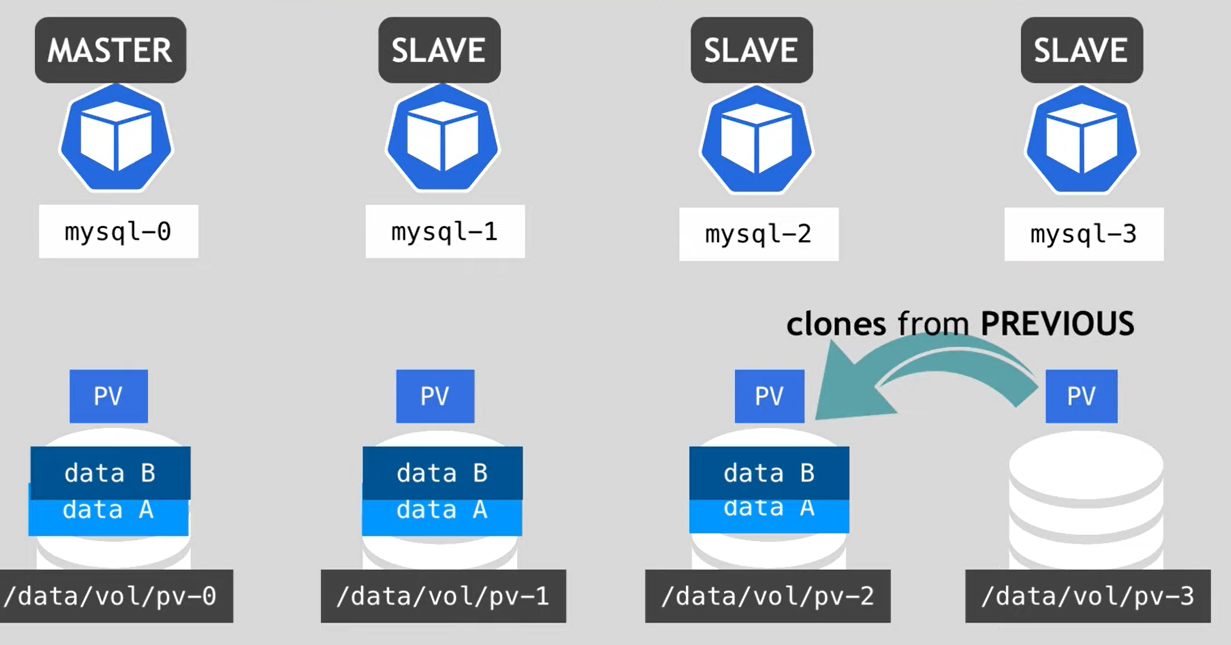 MASTER
SLAVE
SLAVE
SLAVE
mysql-0
mysql-1
mysql-2
mysql-3
clones from PREVIOUS
PV
PV
PV
PV
data B
data B
data B
data A
data A
data A
/data/vol/pv-0
/data/vol/pv-1
/data/vol/pv-2
/data/vol/pv-3